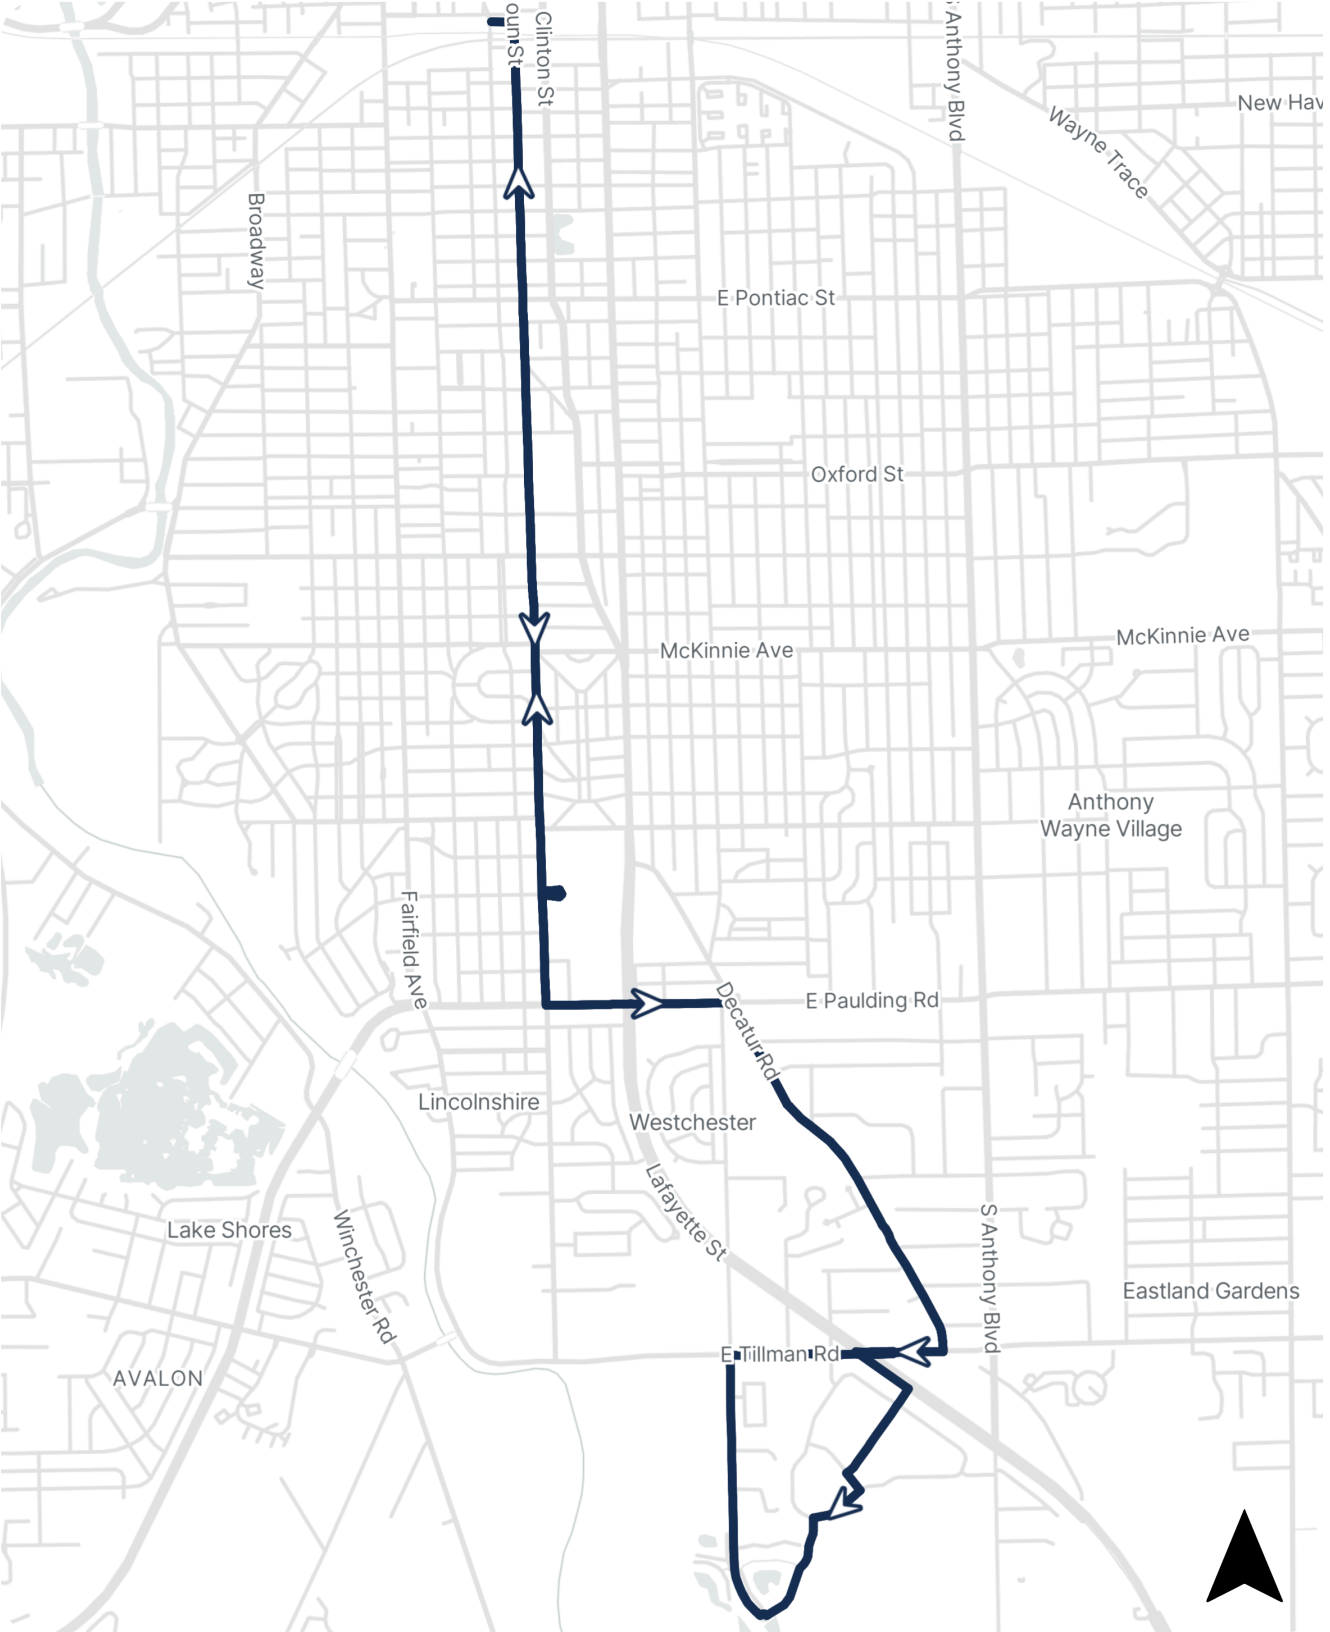 Clinton St
S Anthony Blvd
New Hav
Wayne Trace
Broadway
E Pontiac St
Oxford St
McKinnie Ave
McKinnie Ave
Anthony
Wayne Village
Fairfield Ave
E Paulding Rd
Decatur Rd
Lincolnshire
Westchester
Lafayette St
Lake Shores
Winchester Rd
S Anthony Blvd
Eastland Gardens
E Tillman Rd
AVALON